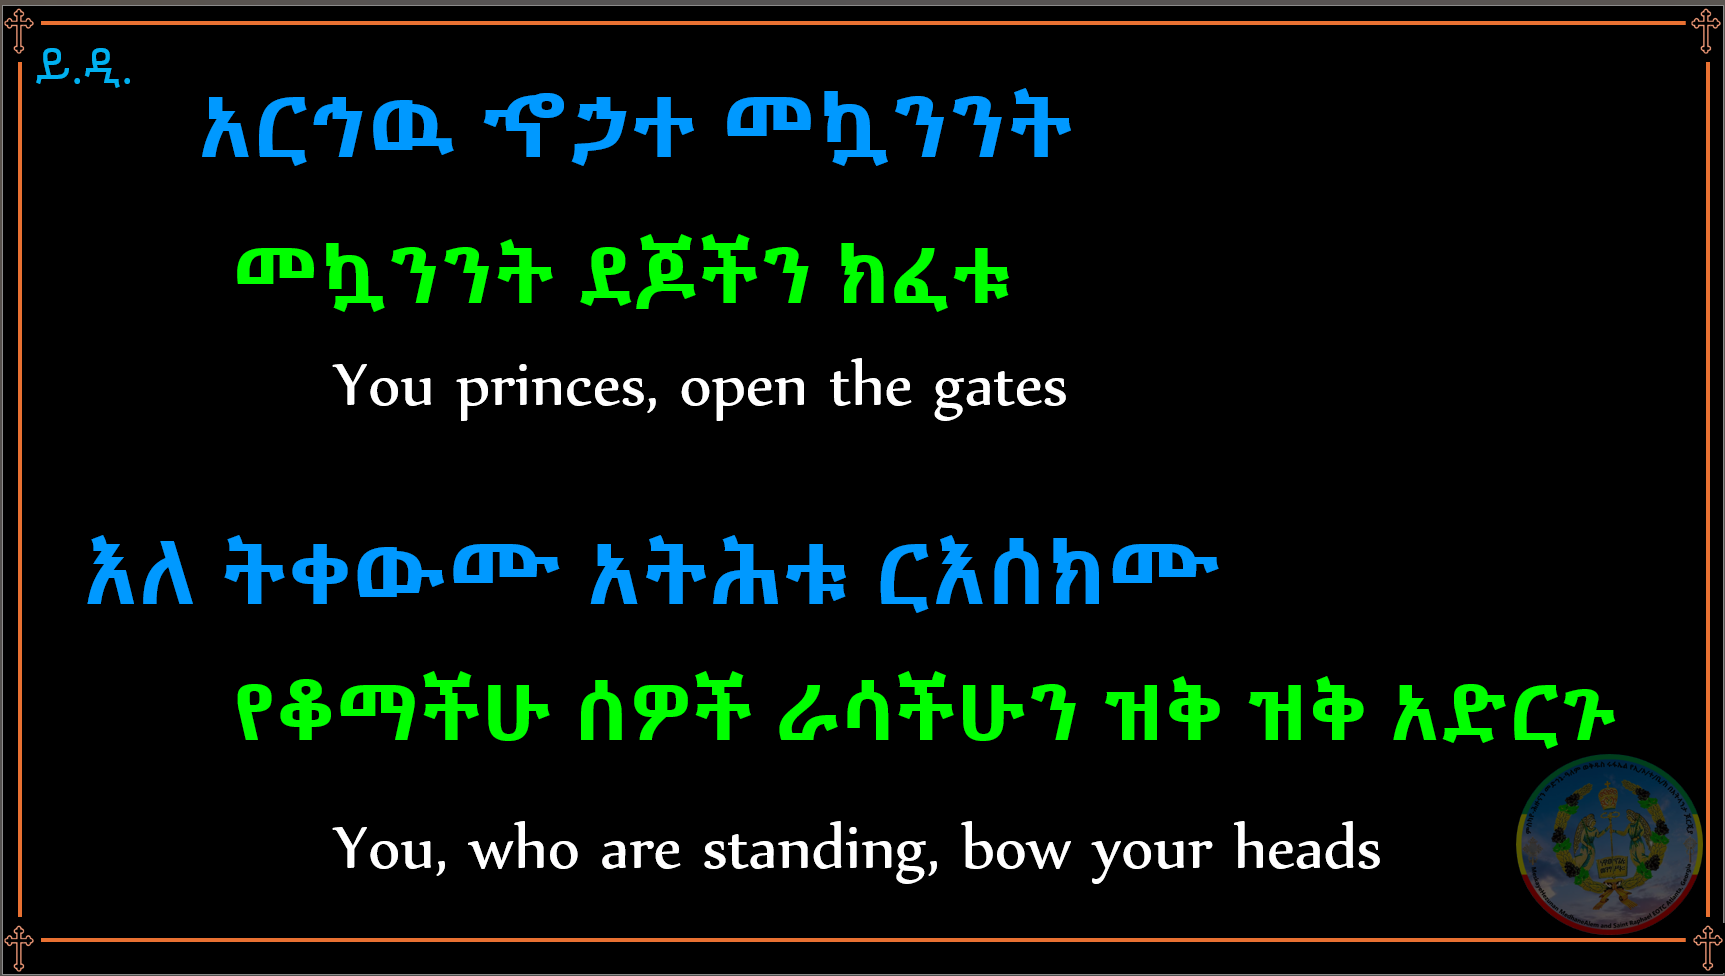 ይ.ዲ.
አርኅዉ ኆኃተ መኳንንት
መኳንንት ደጆችን ክፈቱ
You princes, open the gates
እለ ትቀውሙ አትሕቱ ርእሰክሙ
የቆማችሁ ሰዎች ራሳችሁን ዝቅ ዝቅ አድርጉ
You, who are standing, bow your heads